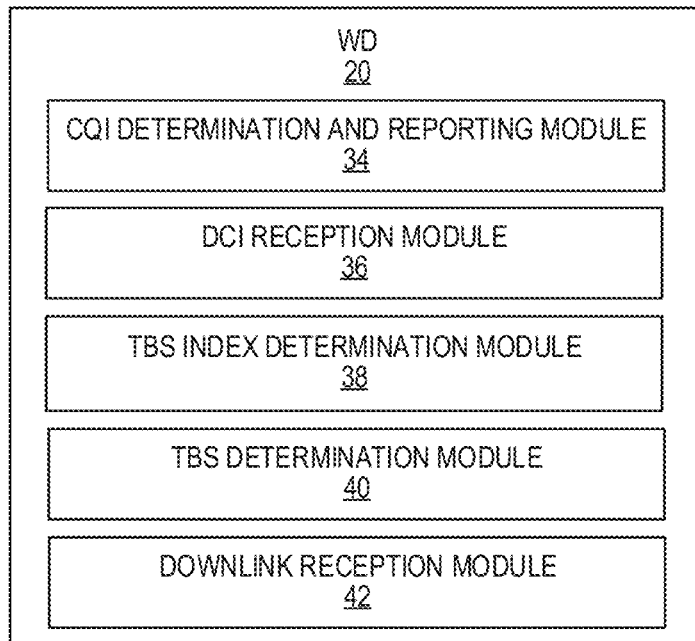 WD
20
CQI DETERMINATION AND REPORTING MODULE
34
DCI RECEPTION MODULE
36
TBS INDEX DETERMINATION MODULE
38
TBS DETERMINATION MODULE
40
DOWNLINK RECEPTION MODULE
42